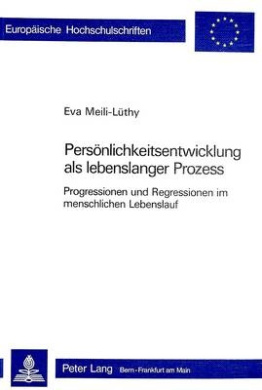 Europäische Hochschulschriften
Eva Meili-Lüthy
Persönlichkeitsentwicklung
als lebenslanger Prozess
Progressionen und Regressionen im
menschlichen Lebenslauf
Peter Lang Bern · Frankfurt am Main